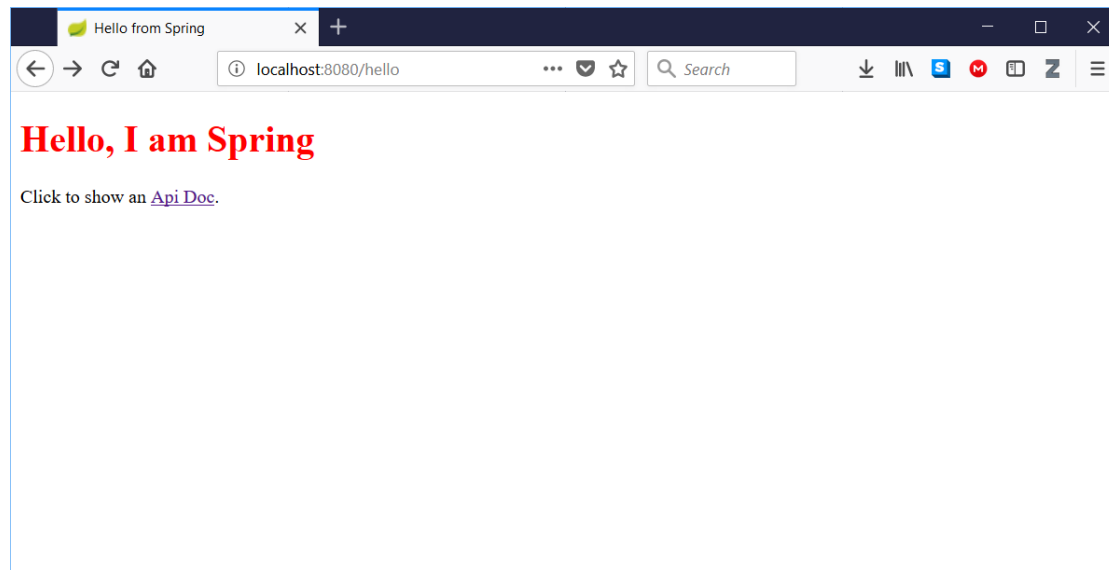 Hello from Spring
localhost:8080/hello
Search
S
M
Z
Hello, I am Spring
Click to show an Api Doc.